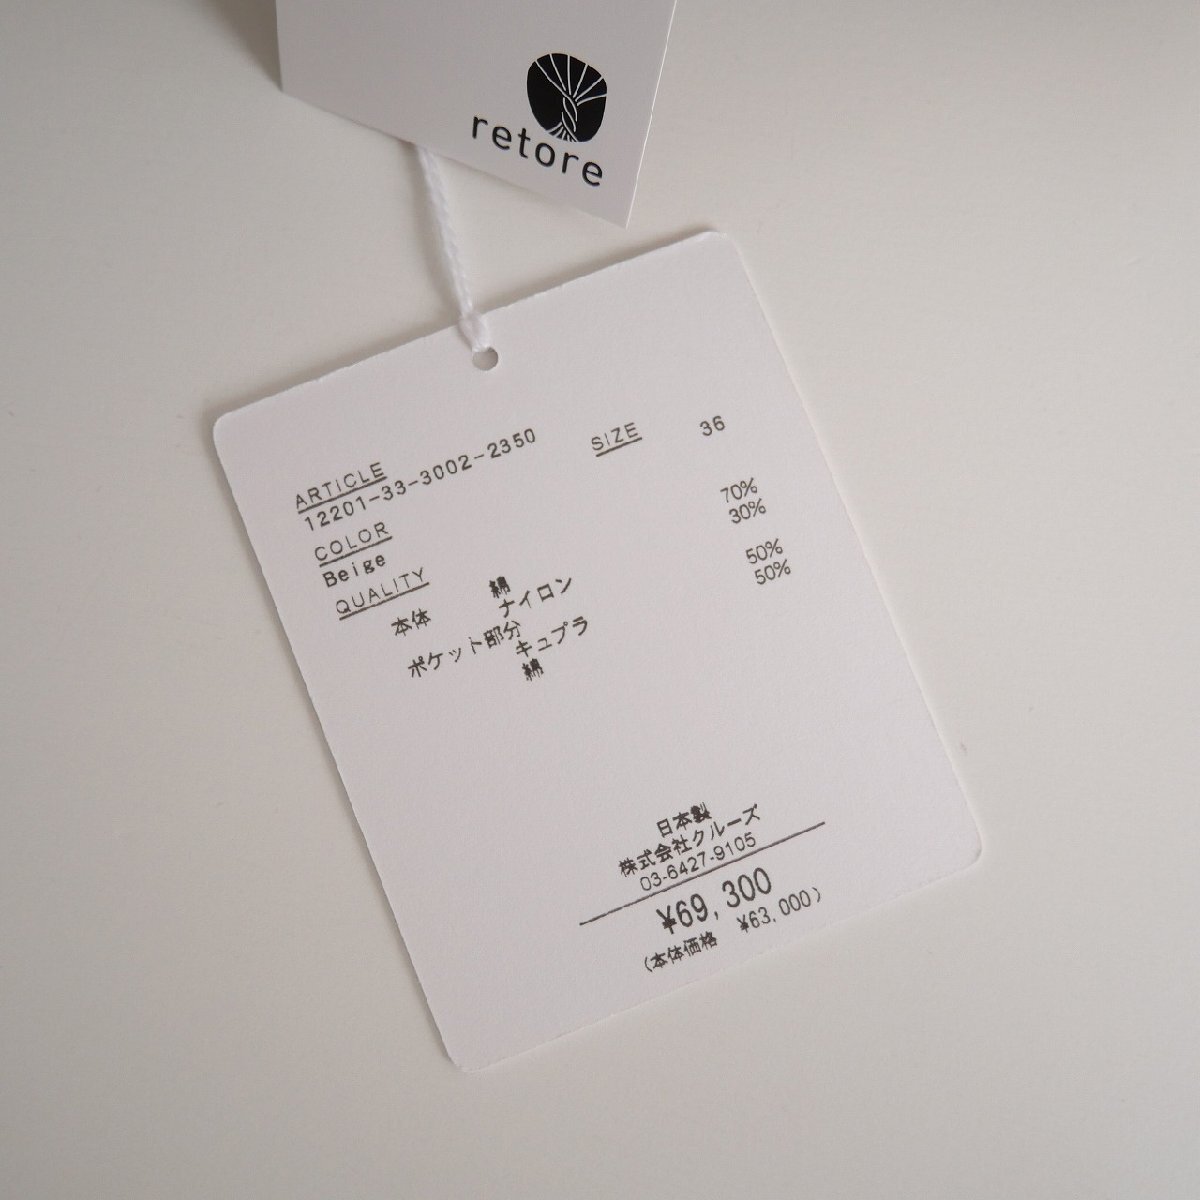 retore
ARTICLE
12201-33-3002-2350 SIZE 36
COLOR
Beige
QUALITY
本体 綿 70%
ナイロン 30%
ポケット部分
キュプラ 50%
綿 50%
日本製
株式会社クルーズ
03-6427-9105
¥69,300
(本体価格 ¥63,000)